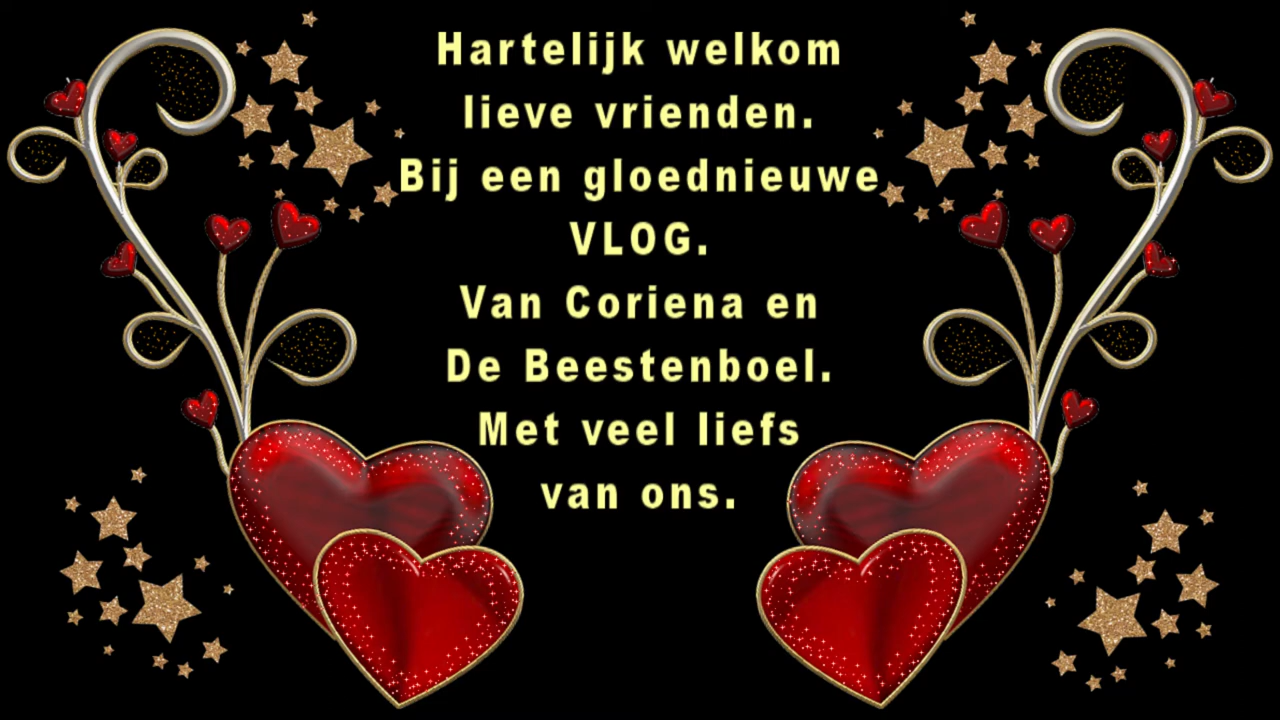 Hartelijk welkom
lieve vrienden.
Bij een gloednieuwe
VLOG.
Van Coriena en
De Beestenboel.
Met veel liefs
van ons.